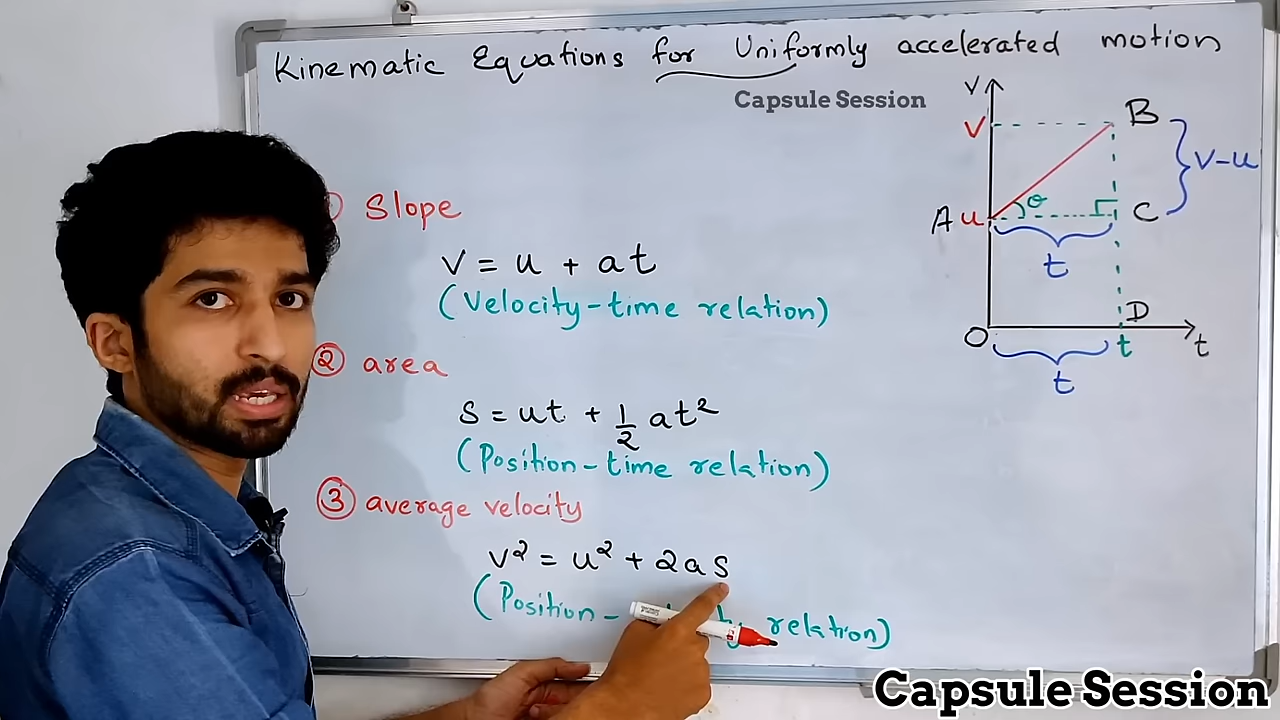 Kinematic Equations for Uniformly accelerated motion
Capsule Session
Slope
v = u + at
(Velocity-time relation)
② area
s = ut + 1/2 at²
(Position-time relation)
③ average velocity
v² = u² + 2as
(Position- relation)
v
v B
v-u
θ
A u C
t
D
O t t
t
Capsule Session